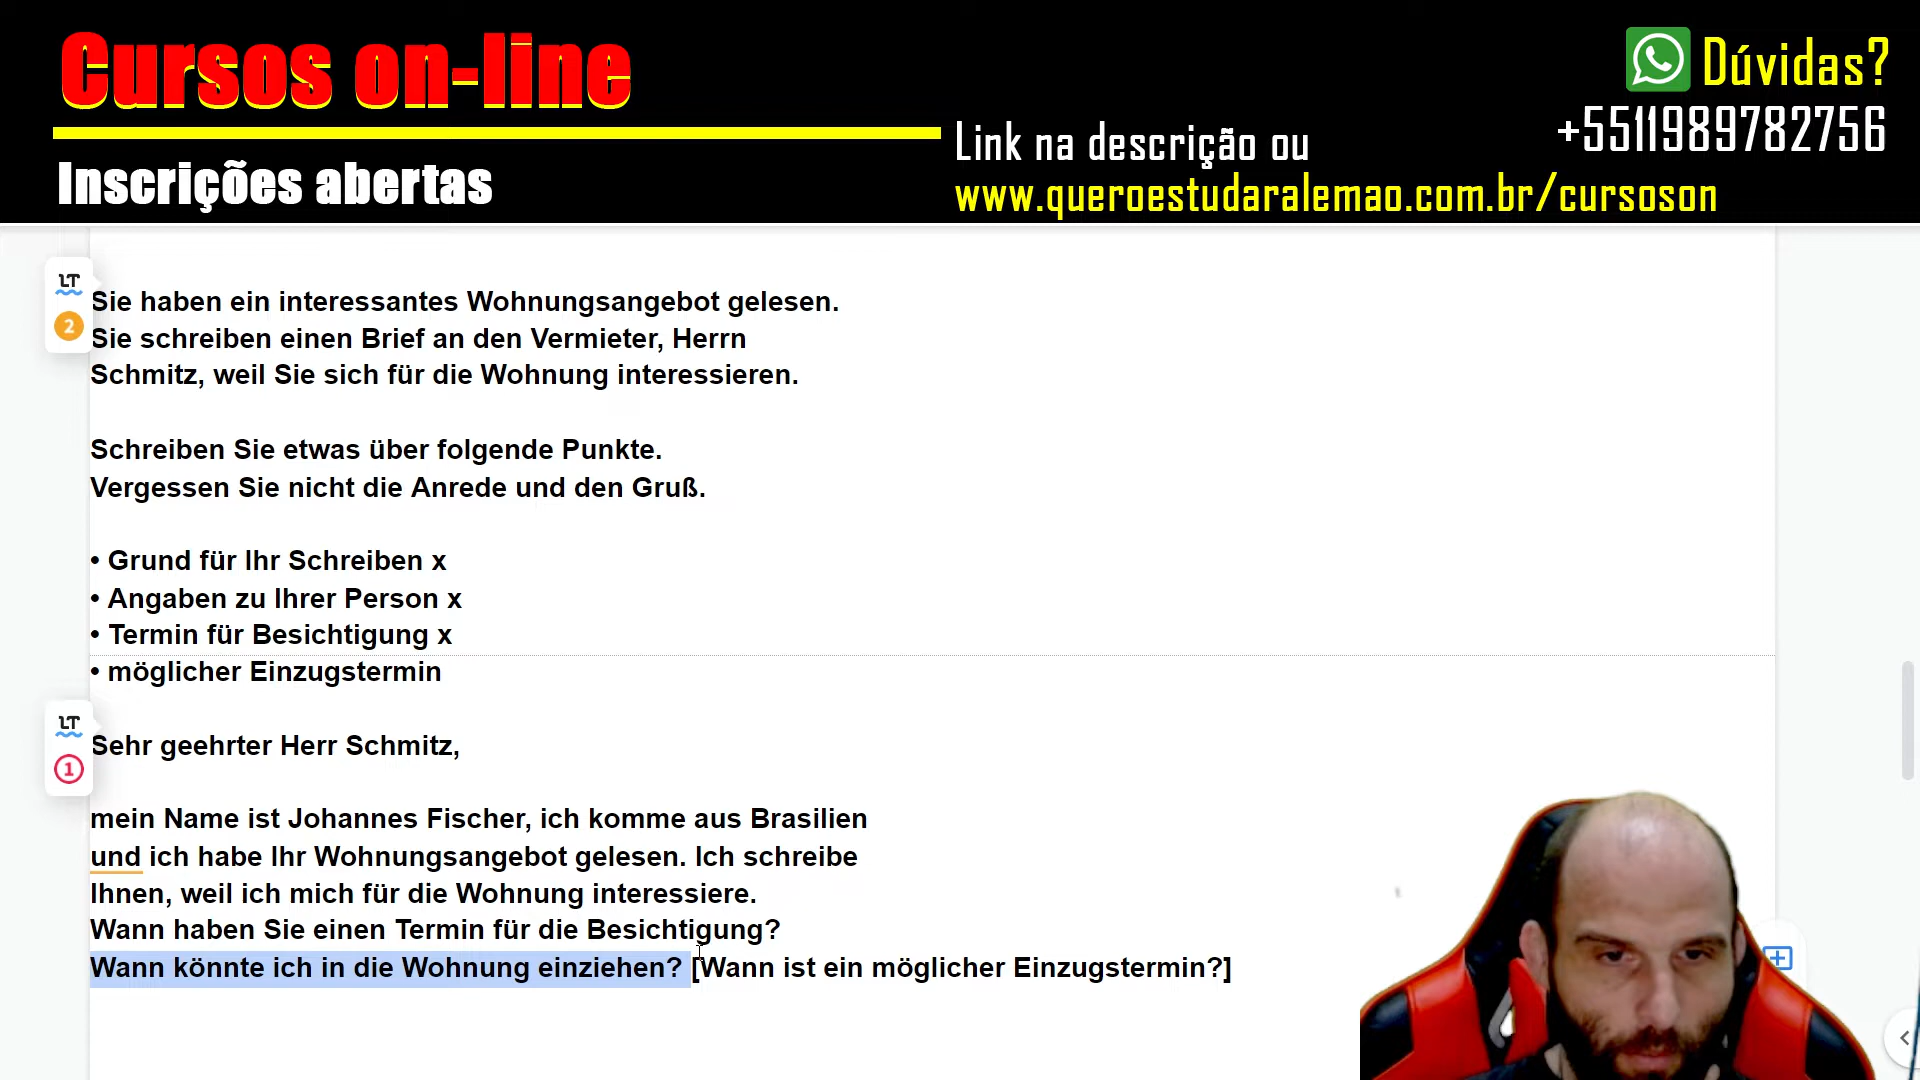 Cursos on-line
Dúvidas?
+5511989782756
Inscrições abertas
Link na descrição ou
www.queroestudaralemao.com.br/cursoson
LT
2
Sie haben ein interessantes Wohnungsangebot gelesen.
Sie schreiben einen Brief an den Vermieter, Herrn
Schmitz, weil Sie sich für die Wohnung interessieren.
Schreiben Sie etwas über folgende Punkte.
Vergessen Sie nicht die Anrede und den Gruß.
• Grund für Ihr Schreiben x
• Angaben zu Ihrer Person x
• Termin für Besichtigung x
• möglicher Einzugstermin
LT
1
Sehr geehrter Herr Schmitz,
mein Name ist Johannes Fischer, ich komme aus Brasilien
und ich habe Ihr Wohnungsangebot gelesen. Ich schreibe
Ihnen, weil ich mich für die Wohnung interessiere.
Wann haben Sie einen Termin für die Besichtigung?
Wann könnte ich in die Wohnung einziehen? [Wann ist ein möglicher Einzugstermin?]